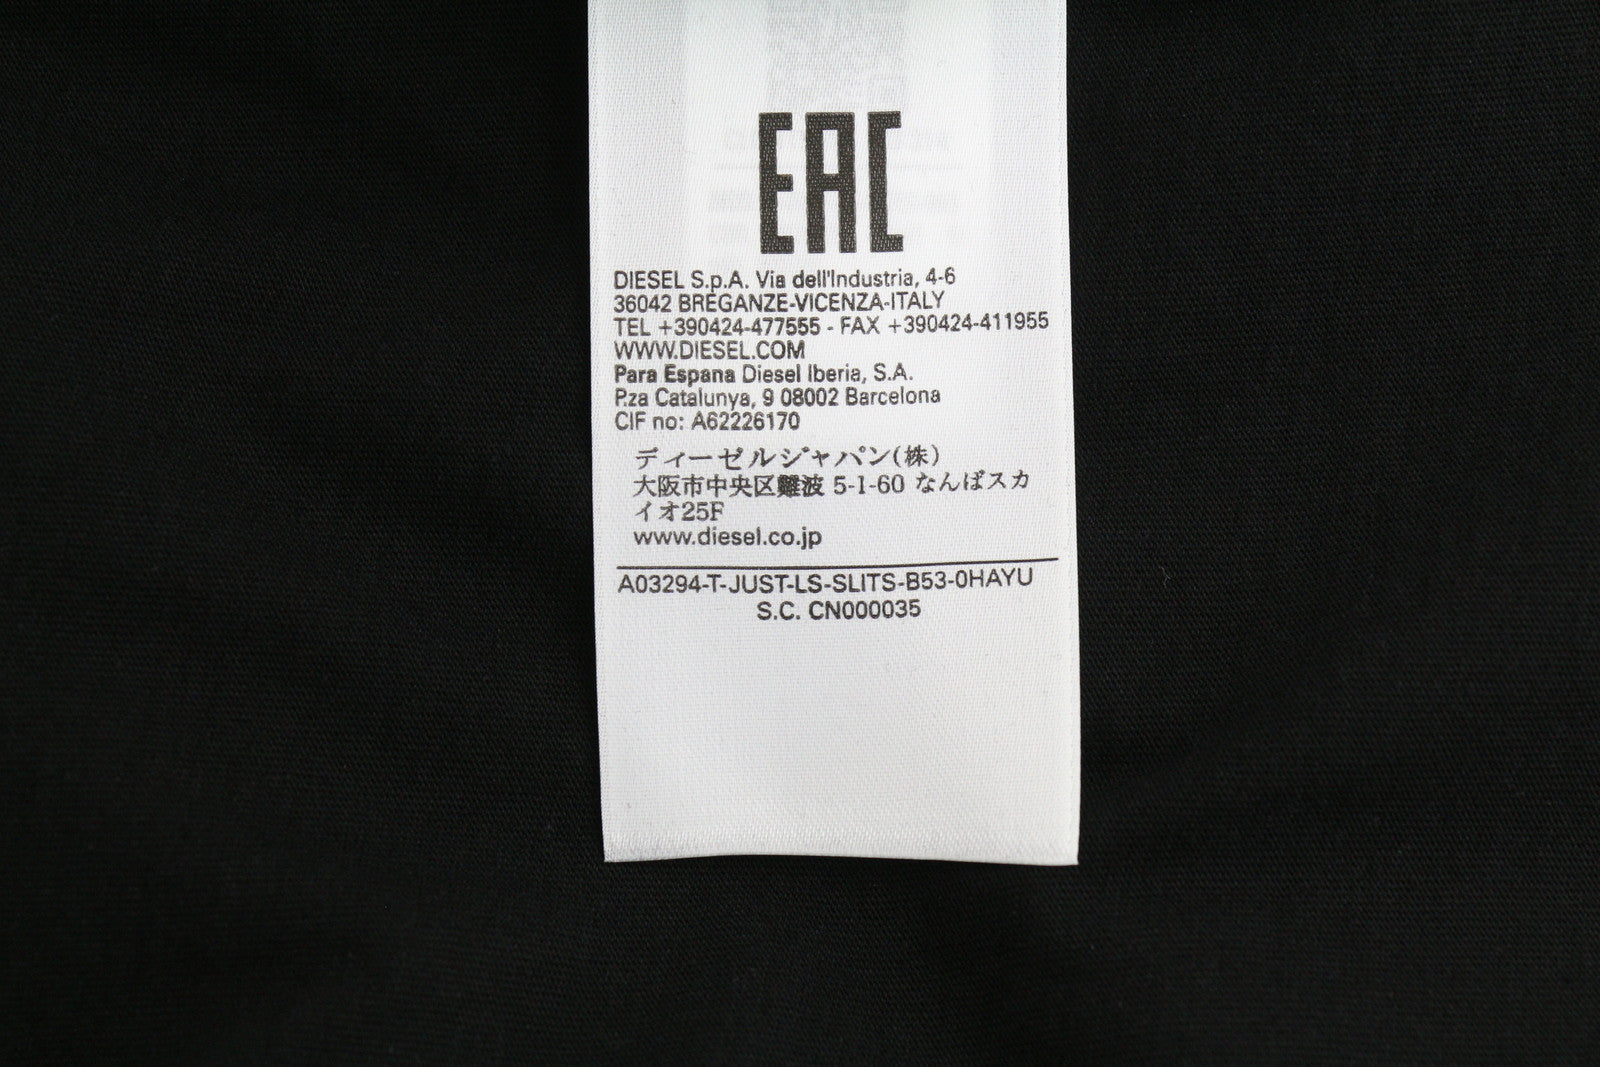 EAC
DIESEL S.p.A. Via dell'Industria, 4-6
36042 BREGANZE-VICENZA-ITALY
TEL +390424-477555 - FAX +390424-411955
WWW.DIESEL.COM
Para Espana Diesel Iberia, S.A.
P.za Catalunya, 9 08002 Barcelona
CIF no: A62226170
ディーゼルジャパン(株)
大阪市中央区難波 5-1-60 なんばスカ
イオ25F
www.diesel.co.jp
A03294-T-JUST-LS-SLITS-B53-0HAYU
S.C. CN000035